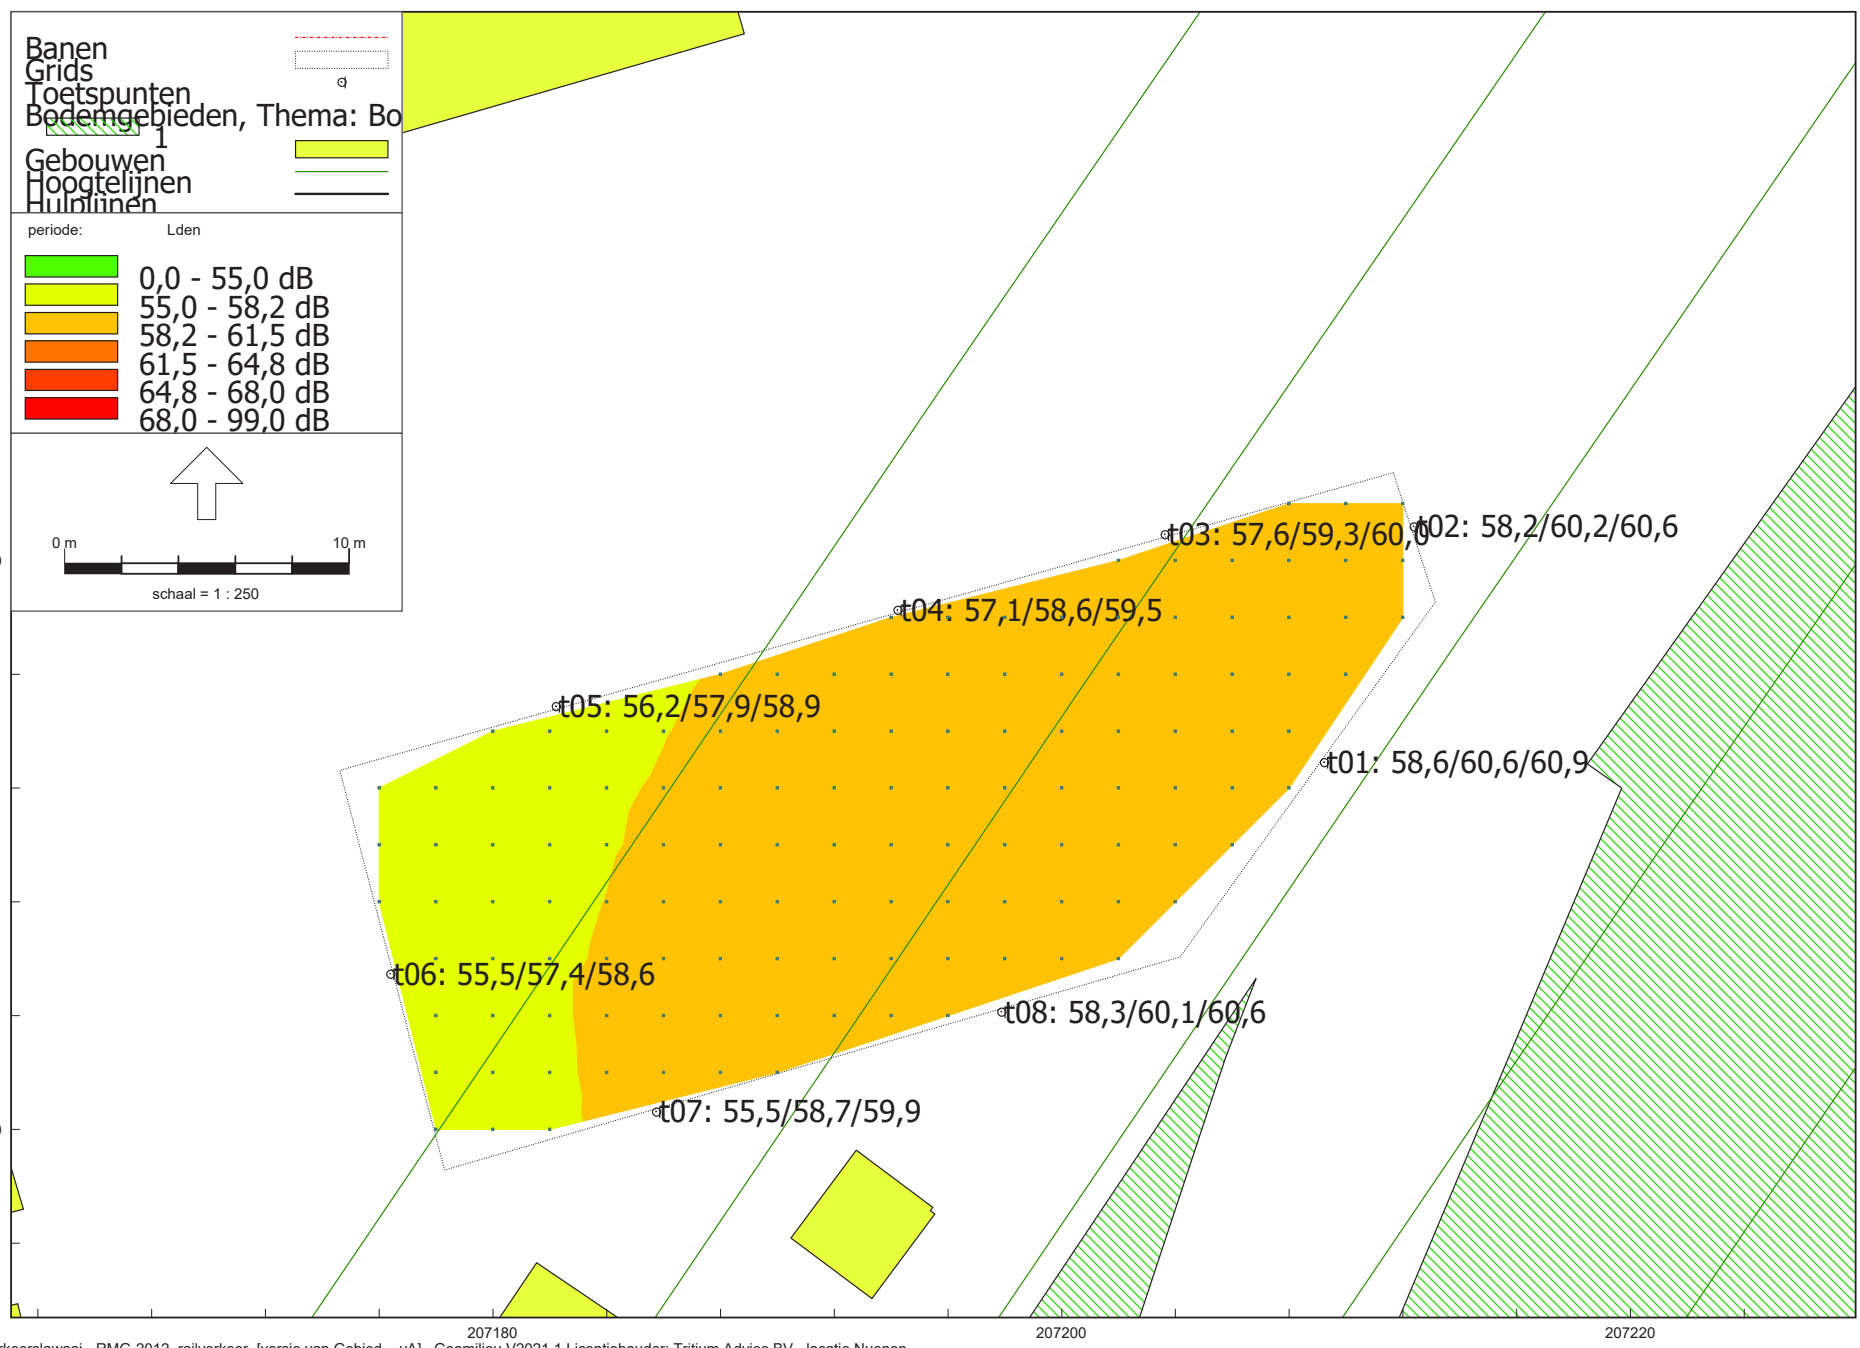 Banen
Grids
Toetspunten
Bodemgebieden, Thema: Bo
1
Gebouwen
Hoogtelijnen
Hulplijnen
periode: Lden
0,0 - 55,0 dB
55,0 - 58,2 dB
58,2 - 61,5 dB
61,5 - 64,8 dB
64,8 - 68,0 dB
68,0 - 99,0 dB
0 m 10 m
schaal = 1 : 250
t03: 57,6/59,3/60,0
t02: 58,2/60,2/60,6
t04: 57,1/58,6/59,5
t05: 56,2/57,9/58,9
t01: 58,6/60,6/60,9
t06: 55,5/57,4/58,6
t08: 58,3/60,1/60,6
t07: 55,5/58,7/59,9
207180 207200 207220